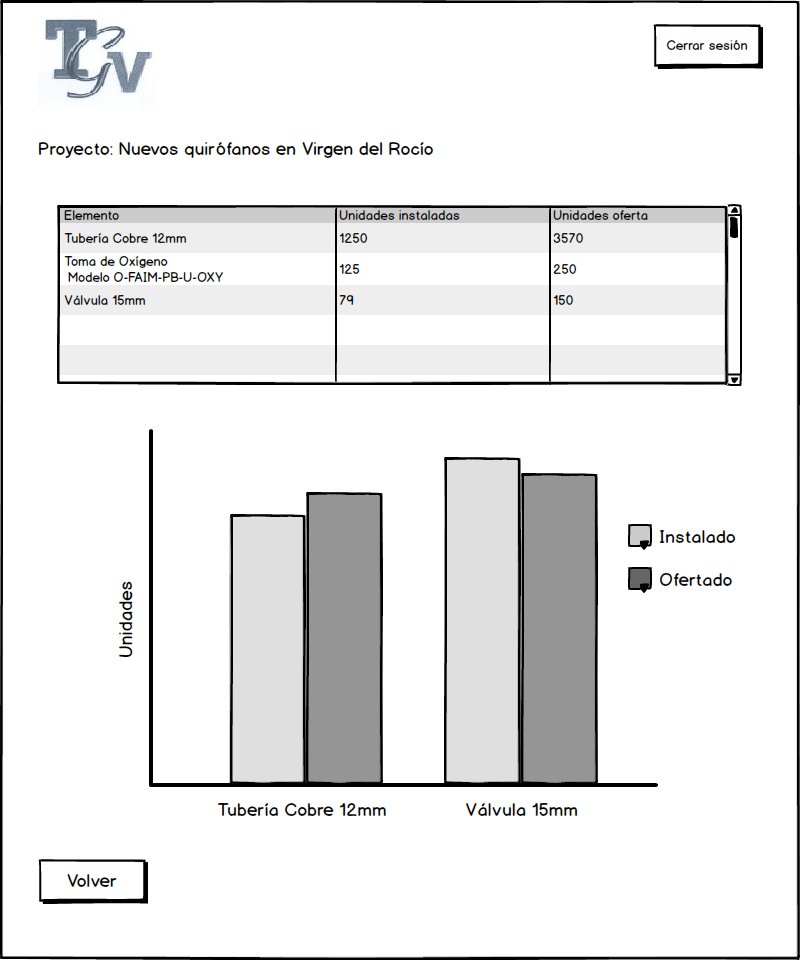 TGV
Cerrar sesión
Proyecto: Nuevos quirófanos en Virgen del Rocío
Elemento Unidades instaladas Unidades oferta
Tubería Cobre 12mm 1250 3570
Toma de Oxígeno
Modelo O-FAIM-PB-U-OXY 125 250
Válvula 15mm 79 150
Unidades
Instalado
Ofertado
Tubería Cobre 12mm Válvula 15mm
Volver